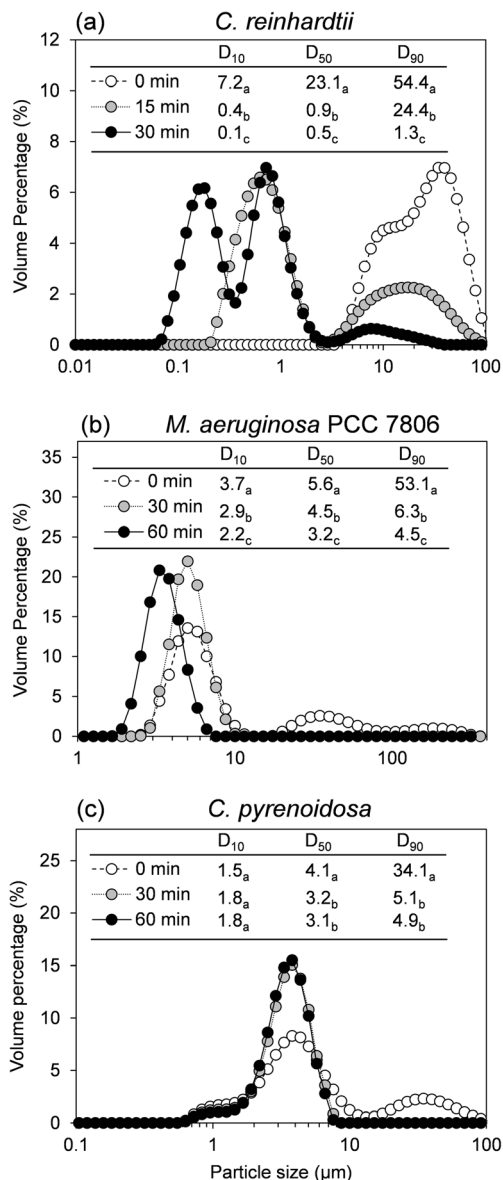 (a) C. reinhardtii
12
10
8
6
4
2
0
Volume Percentage (%)
D10 D50 D90
0 min 7.2a 23.1a 54.4a
15 min 0.4b 0.9b 24.4b
30 min 0.1c 0.5c 1.3c
0.01 0.1 1 10 100
(b) M. aeruginosa PCC 7806
35
30
25
20
15
10
5
0
Volume Percentage (%)
D10 D50 D90
0 min 3.7a 5.6a 53.1a
30 min 2.9b 4.5b 6.3b
60 min 2.2c 3.2c 4.5c
1 10 100
(c) C. pyrenoidosa
25
20
15
10
5
0
Volume percentage (%)
D10 D50 D90
0 min 1.5a 4.1a 34.1a
30 min 1.8a 3.2b 5.1b
60 min 1.8a 3.1b 4.9b
0.1 1 10 100
Particle size (µm)